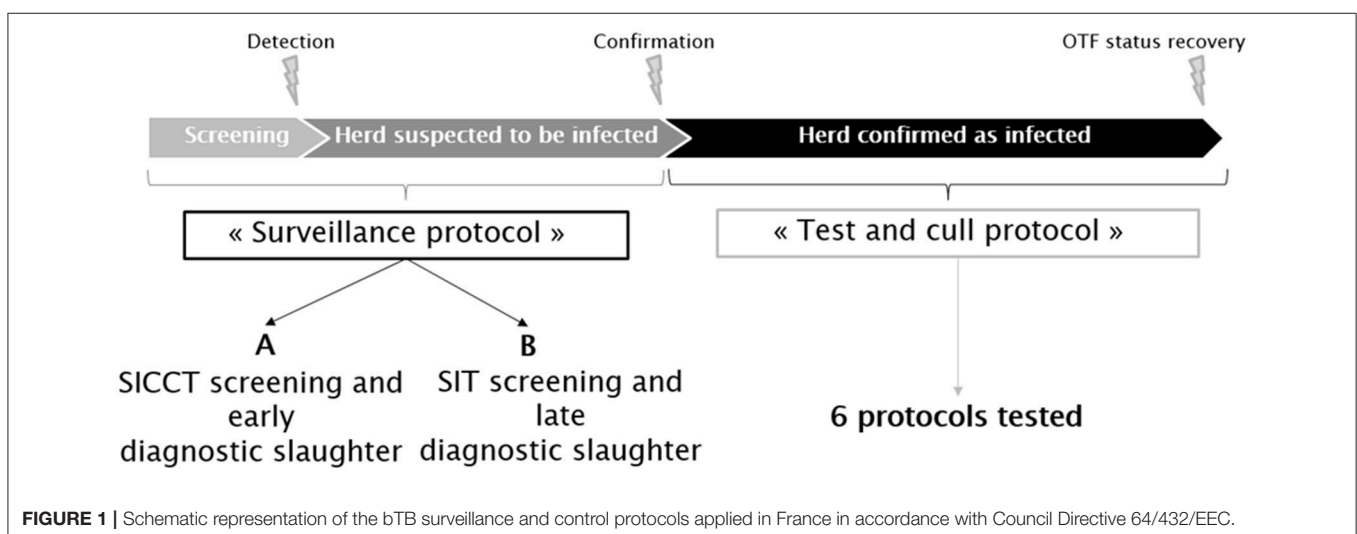 Detection
Confirmation
OTF status recovery
Screening
Herd suspected to be infected
Herd confirmed as infected
« Surveillance protocol »
« Test and cull protocol »
A
SICCT screening and
early
diagnostic slaughter
B
SIT screening and
late
diagnostic slaughter
6 protocols tested
FIGURE 1 | Schematic representation of the bTB surveillance and control protocols applied in France in accordance with Council Directive 64/432/EEC.